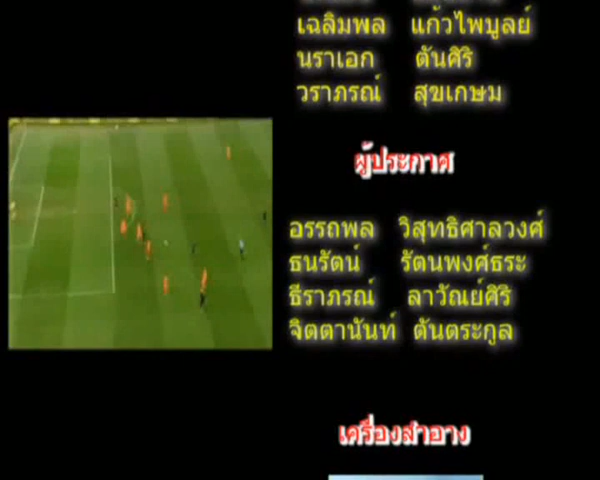 เฉลิมพล แก้วไพบูลย์
นราเอก ตันศิริ
วราภรณ์ สุขเกษม
ผู้ประกาศ
อรรถพล วิสุทธิศาลวงศ์
ธนรัตน์ รัตนพงศ์ธระ
ธีราภรณ์ ลาวัณย์ศิริ
จิตตานันท์ ตันตระกูล
เครื่องสำอาง